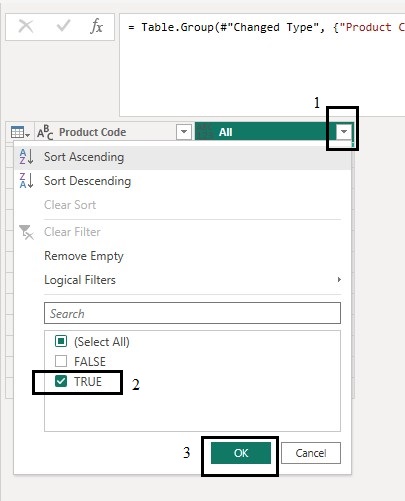 fx
= Table.Group(#"Changed Type", {"Product C
1
ABC Product Code All
Sort Ascending
Sort Descending
Clear Sort
Clear Filter
Remove Empty
Logical Filters
Search
(Select All)
FALSE
TRUE 2
3 OK Cancel